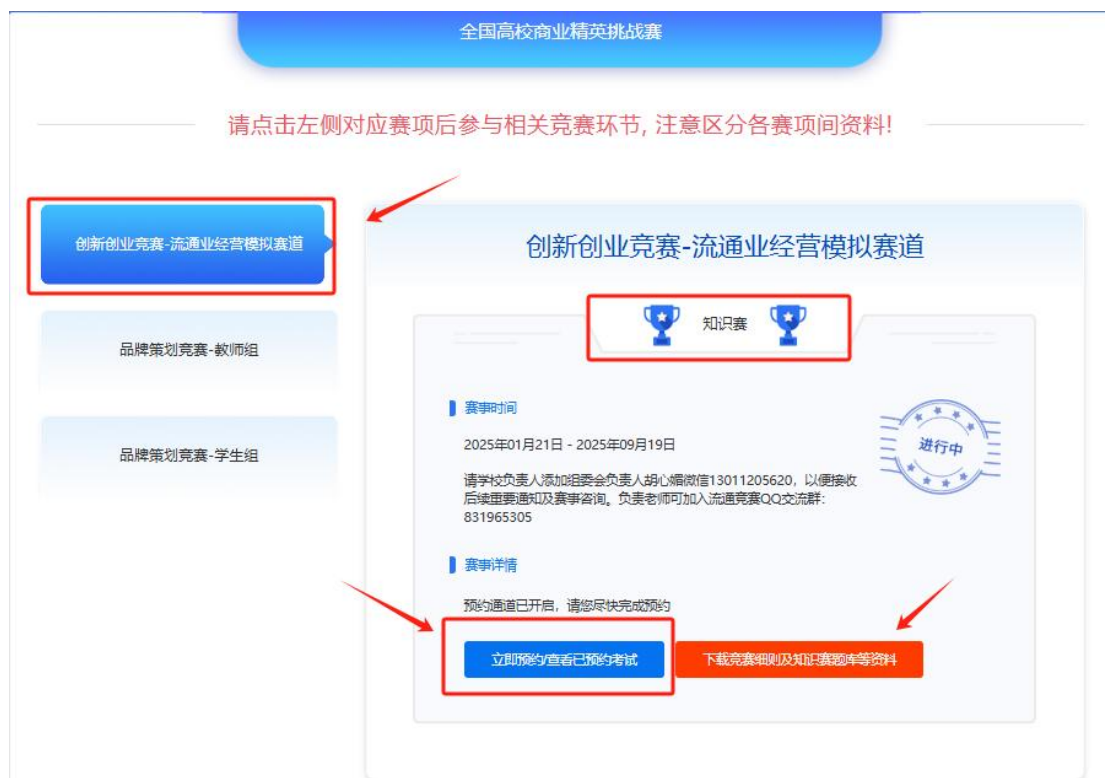 全国高校商业精英挑战赛
请点击左侧对应赛项后参与相关竞赛环节, 注意区分各赛项间资料!
创新创业竞赛-流通业经营模拟赛道
品牌策划竞赛-教师组
品牌策划竞赛-学生组
创新创业竞赛-流通业经营模拟赛道
知识赛
赛事时间
2025年01月21日 - 2025年09月19日
进行中
请学校负责人添加组委会负责人胡心媚微信13011205620，以便接收
后续重要通知及赛事咨询。负责老师可加入流通竞赛QQ交流群：
831965305
赛事详情
预约通道已开启，请您尽快完成预约
立即预约/查看已预约考试
下载竞赛细则及知识赛题库等资料